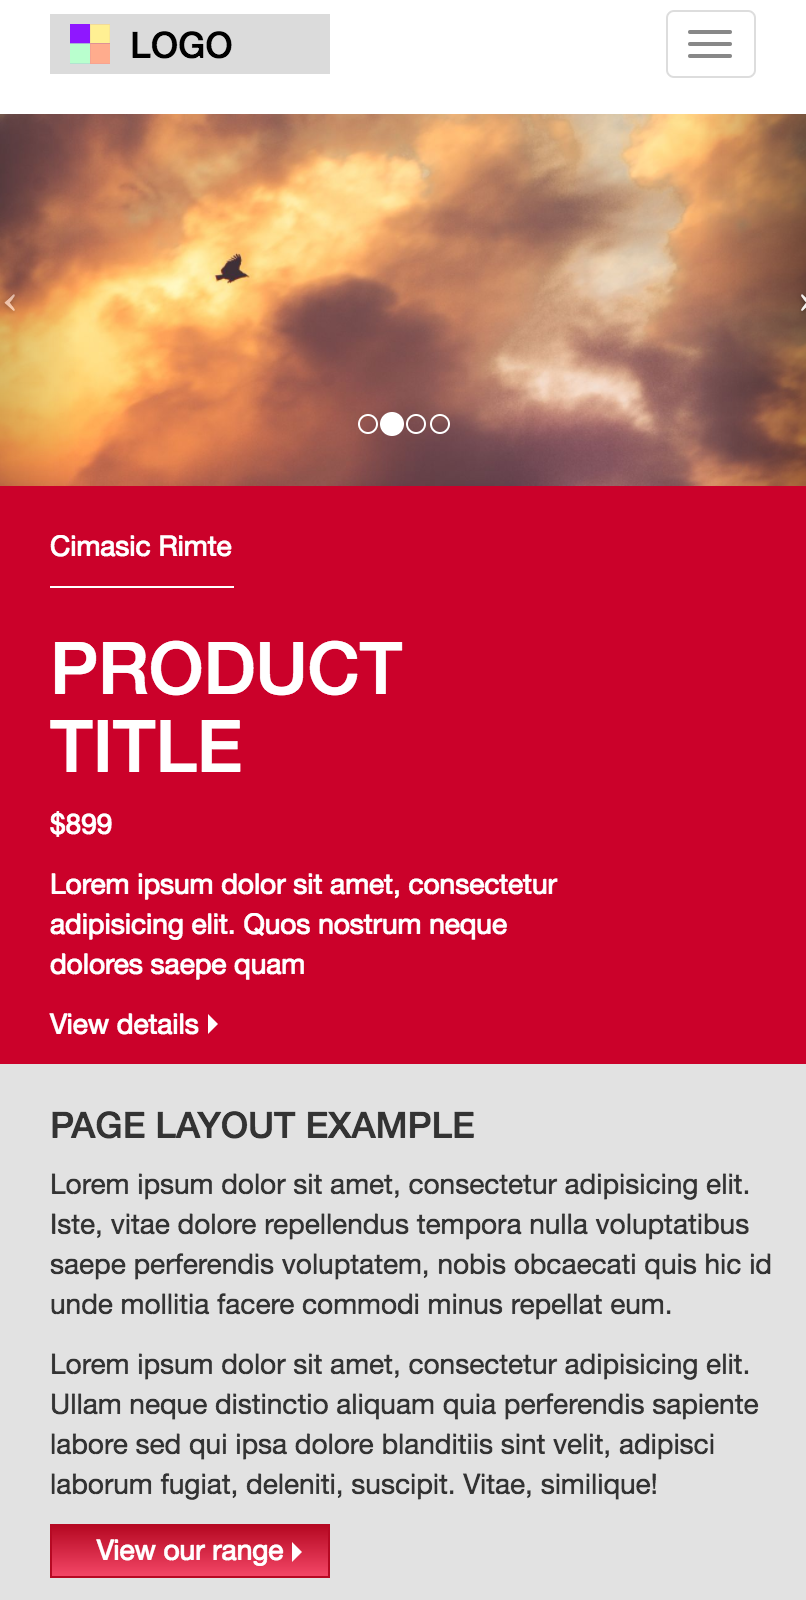 LOGO
Cimasic Rimte
PRODUCT
TITLE
$899
Lorem ipsum dolor sit amet, consectetur
adipisicing elit. Quos nostrum neque
dolores saepe quam
View details
PAGE LAYOUT EXAMPLE
Lorem ipsum dolor sit amet, consectetur adipisicing elit.
Iste, vitae dolore repellendus tempora nulla voluptatibus
saepe perferendis voluptatem, nobis obcaecati quis hic id
unde mollitia facere commodi minus repellat eum.
Lorem ipsum dolor sit amet, consectetur adipisicing elit.
Ullam neque distinctio aliquam quia perferendis sapiente
labore sed qui ipsa dolore blanditiis sint velit, adipisci
laborum fugiat, deleniti, suscipit. Vitae, similique!
View our range